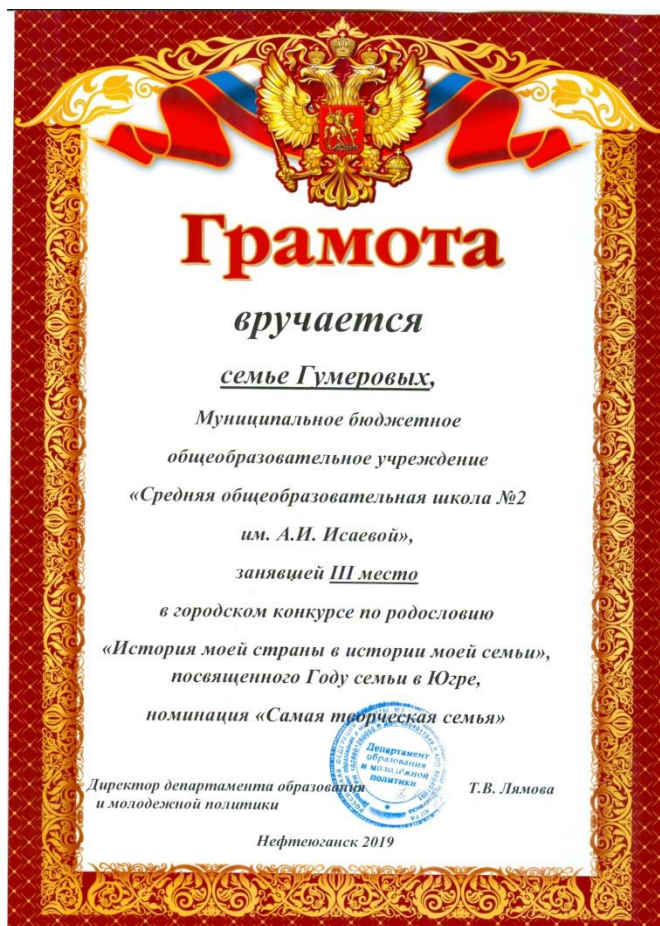 Грамота
вручается
семье Гумеровых,
Муниципальное бюджетное
общеобразовательное учреждение
«Средняя общеобразовательная школа №2
им. А.И. Исаевой»,
занявшей III место
в городском конкурсе по родословию
«История моей страны в истории моей семьи»,
посвященного Году семьи в Югре,
номинация «Самая творческая семья»
Департамент
образования
и молодёжной
политики
Директор департамента образования
и молодежной политики
Т.В. Лямова
Нефтеюганск 2019